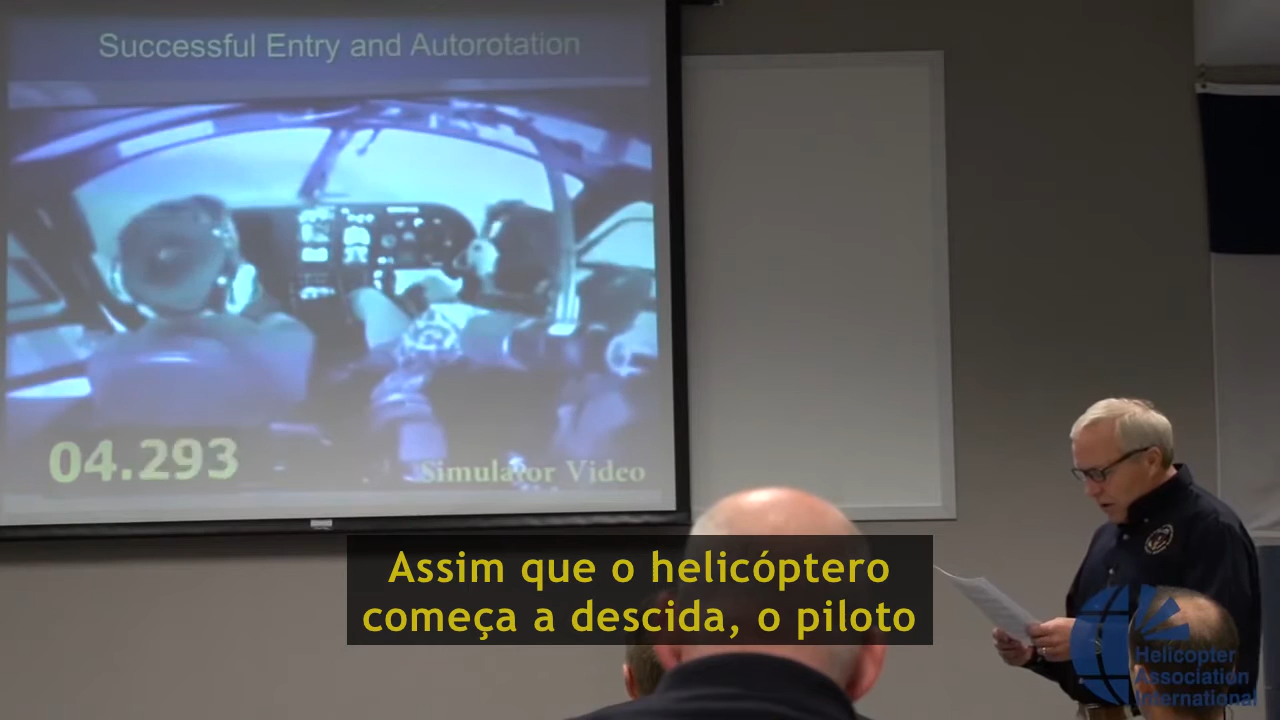 Successful Entry and Autorotation
04.293
Simulator Video
Assim que o helicóptero
começa a descida, o piloto
Helicopter
Association
International